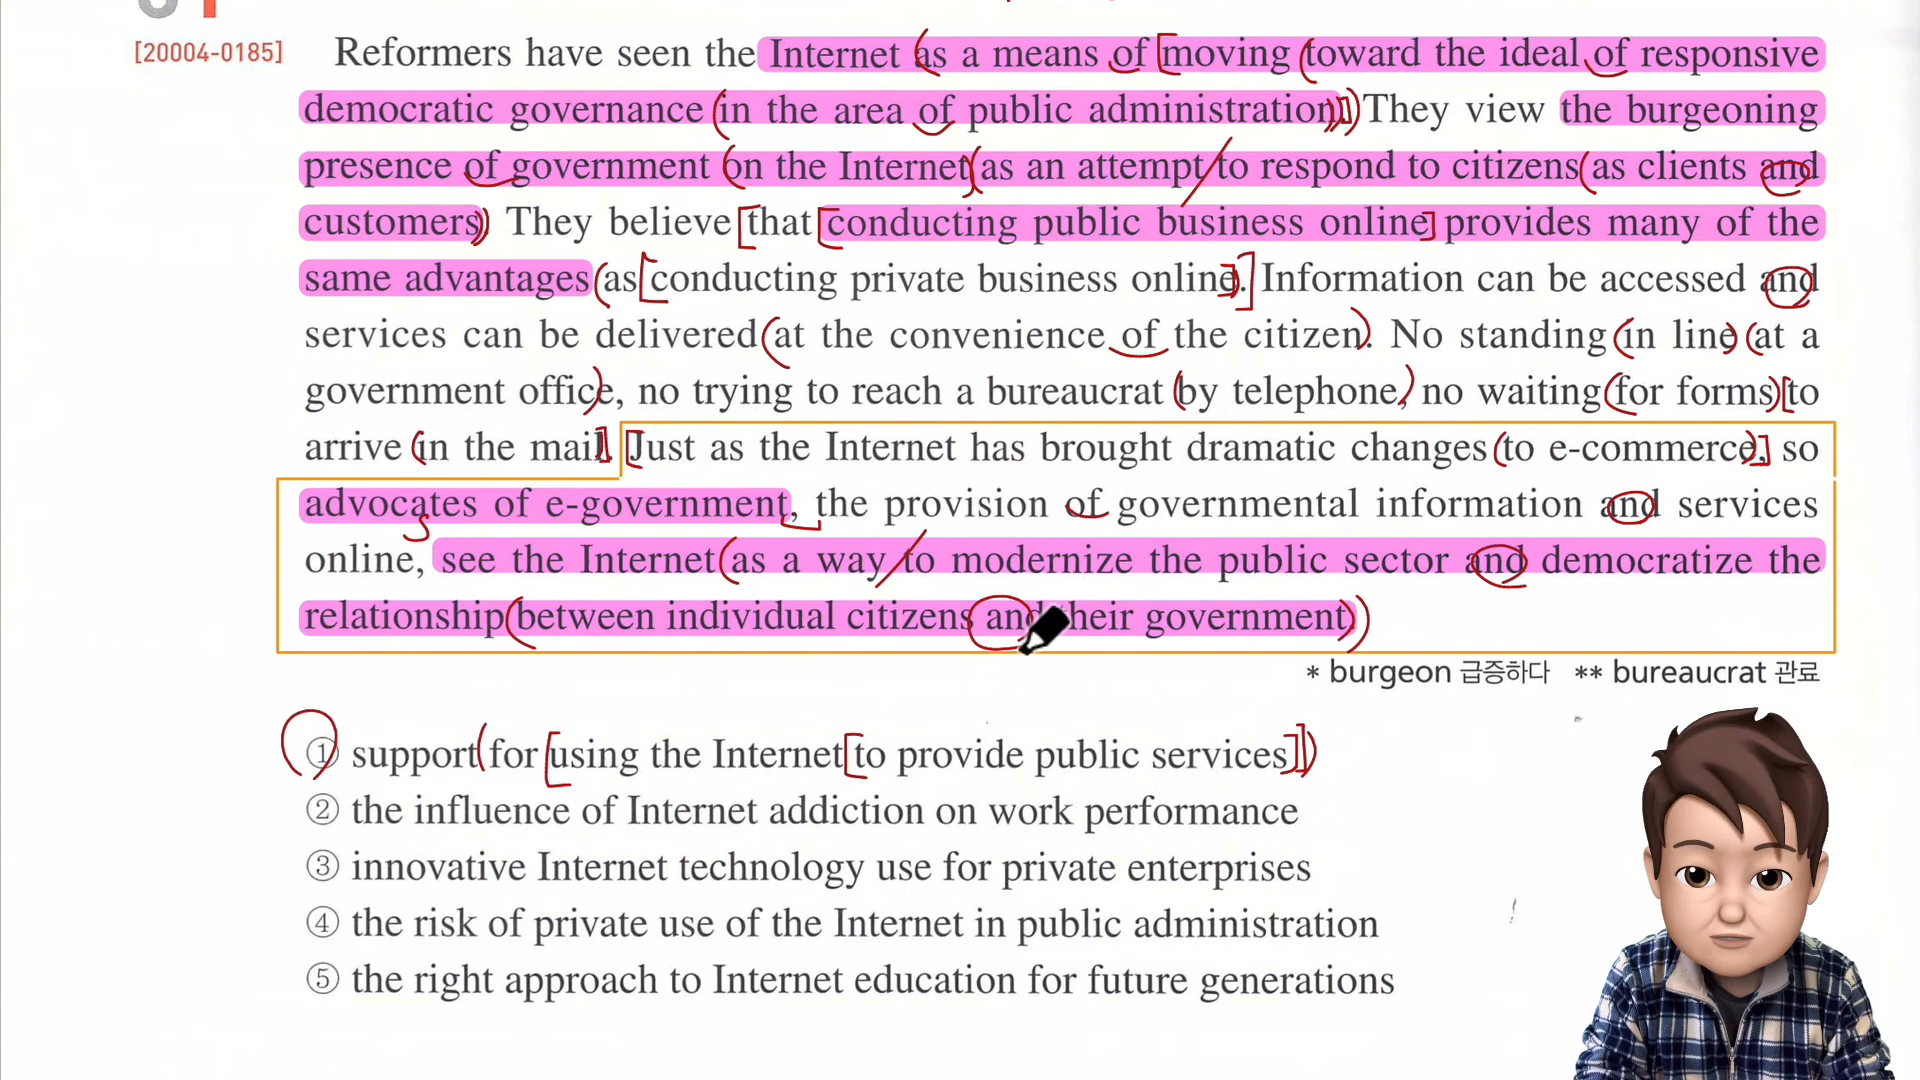 [20004-0185] Reformers have seen the Internet as a means of moving toward the ideal of responsive
democratic governance in the area of public administration. They view the burgeoning
presence of government on the Internet as an attempt to respond to citizens as clients and
customers. They believe that conducting public business online provides many of the
same advantages as conducting private business online. Information can be accessed and
services can be delivered at the convenience of the citizen. No standing in line at a
government office, no trying to reach a bureaucrat by telephone, no waiting for forms to
arrive in the mail. Just as the Internet has brought dramatic changes to e-commerce, so
advocates of e-government, the provision of governmental information and services
online, see the Internet as a way to modernize the public sector and democratize the
relationship between individual citizens and their government.
* burgeon 급증하다 ** bureaucrat 관료
① support for using the Internet to provide public services
② the influence of Internet addiction on work performance
③ innovative Internet technology use for private enterprises
④ the risk of private use of the Internet in public administration
⑤ the right approach to Internet education for future generations